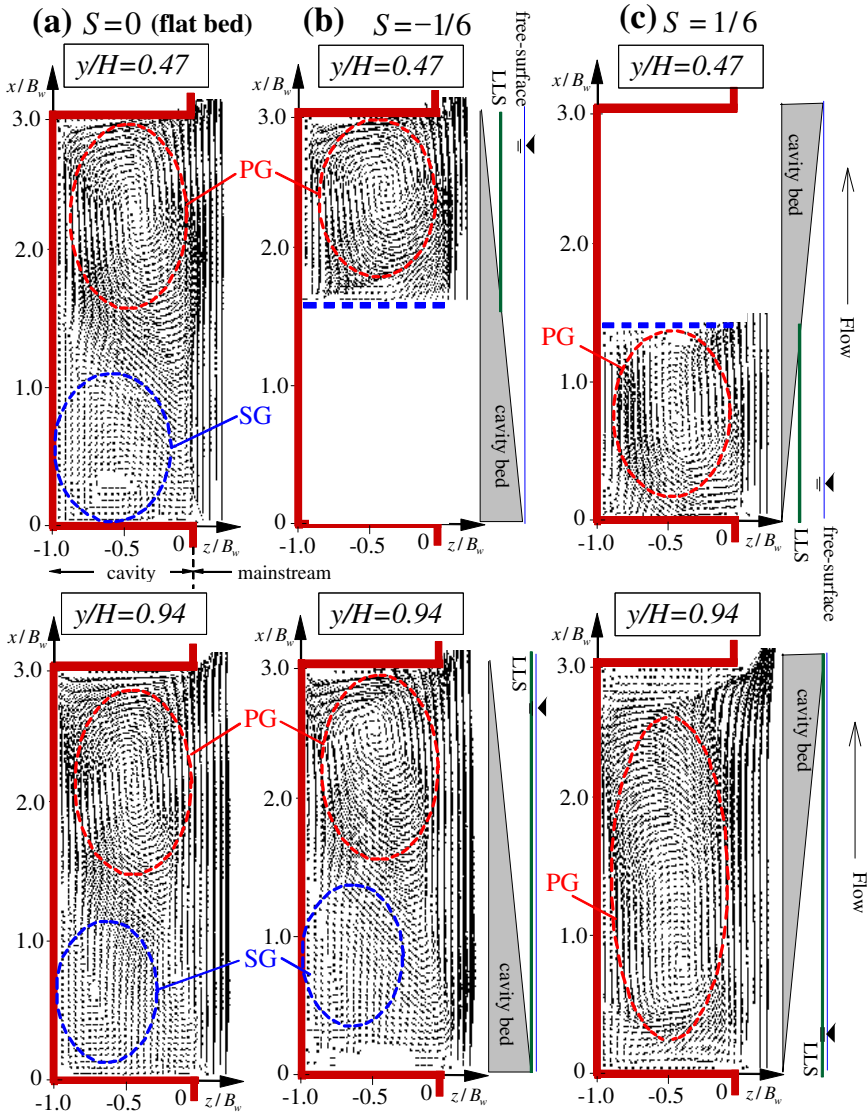 (a) S=0 (flat bed)
y/H=0.47
x/B_w
3.0
2.0
1.0
0
-1.0
-0.5
0
z/B_w
PG
SG
cavity
mainstream
(b) S=−1/6
y/H=0.47
x/B_w
3.0
2.0
1.0
0
-1.0
-0.5
0
z/B_w
LLS
free-surface
cavity bed
(c) S=1/6
y/H=0.47
x/B_w
3.0
2.0
1.0
0
-1.0
-0.5
0
z/B_w
PG
cavity bed
LLS
free-surface
Flow
y/H=0.94
x/B_w
3.0
2.0
1.0
0
-1.0
-0.5
0
z/B_w
PG
SG
y/H=0.94
x/B_w
3.0
2.0
1.0
0
-1.0
-0.5
0
z/B_w
LLS
cavity bed
y/H=0.94
x/B_w
3.0
2.0
1.0
0
-1.0
-0.5
0
z/B_w
PG
cavity bed
LLS
Flow